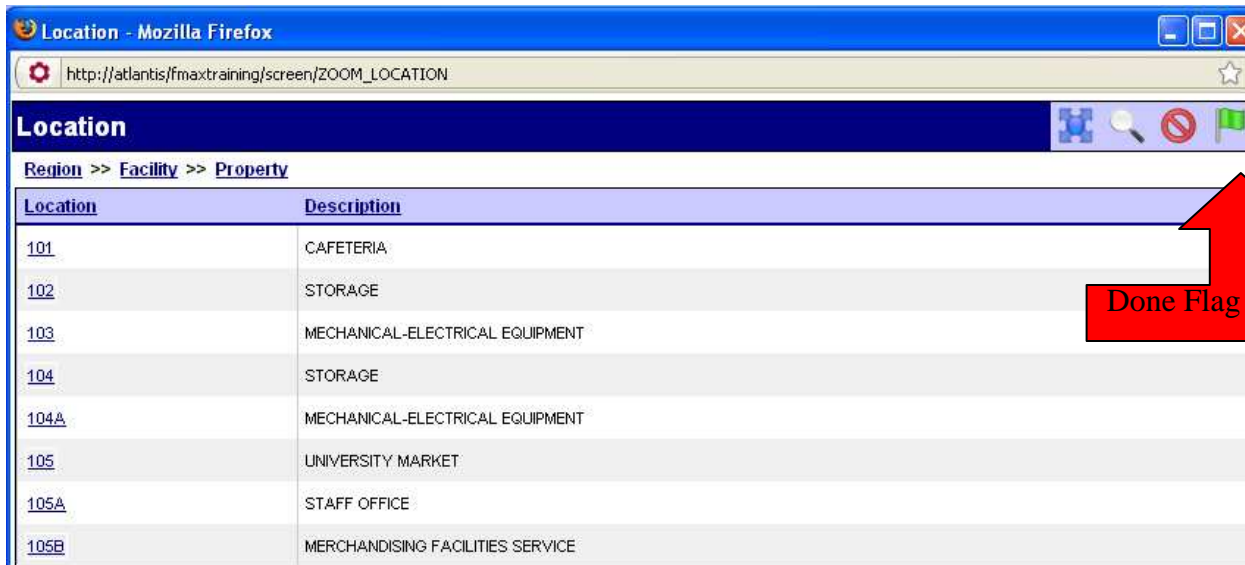 Location - Mozilla Firefox
http://atlantis/fmaxtraining/screen/ZOOM_LOCATION
Location
Region >> Facility >> Property
Location Description
101 CAFETERIA
102 STORAGE
103 MECHANICAL-ELECTRICAL EQUIPMENT
104 STORAGE
104A MECHANICAL-ELECTRICAL EQUIPMENT
105 UNIVERSITY MARKET
105A STAFF OFFICE
105B MERCHANDISING FACILITIES SERVICE
Done Flag